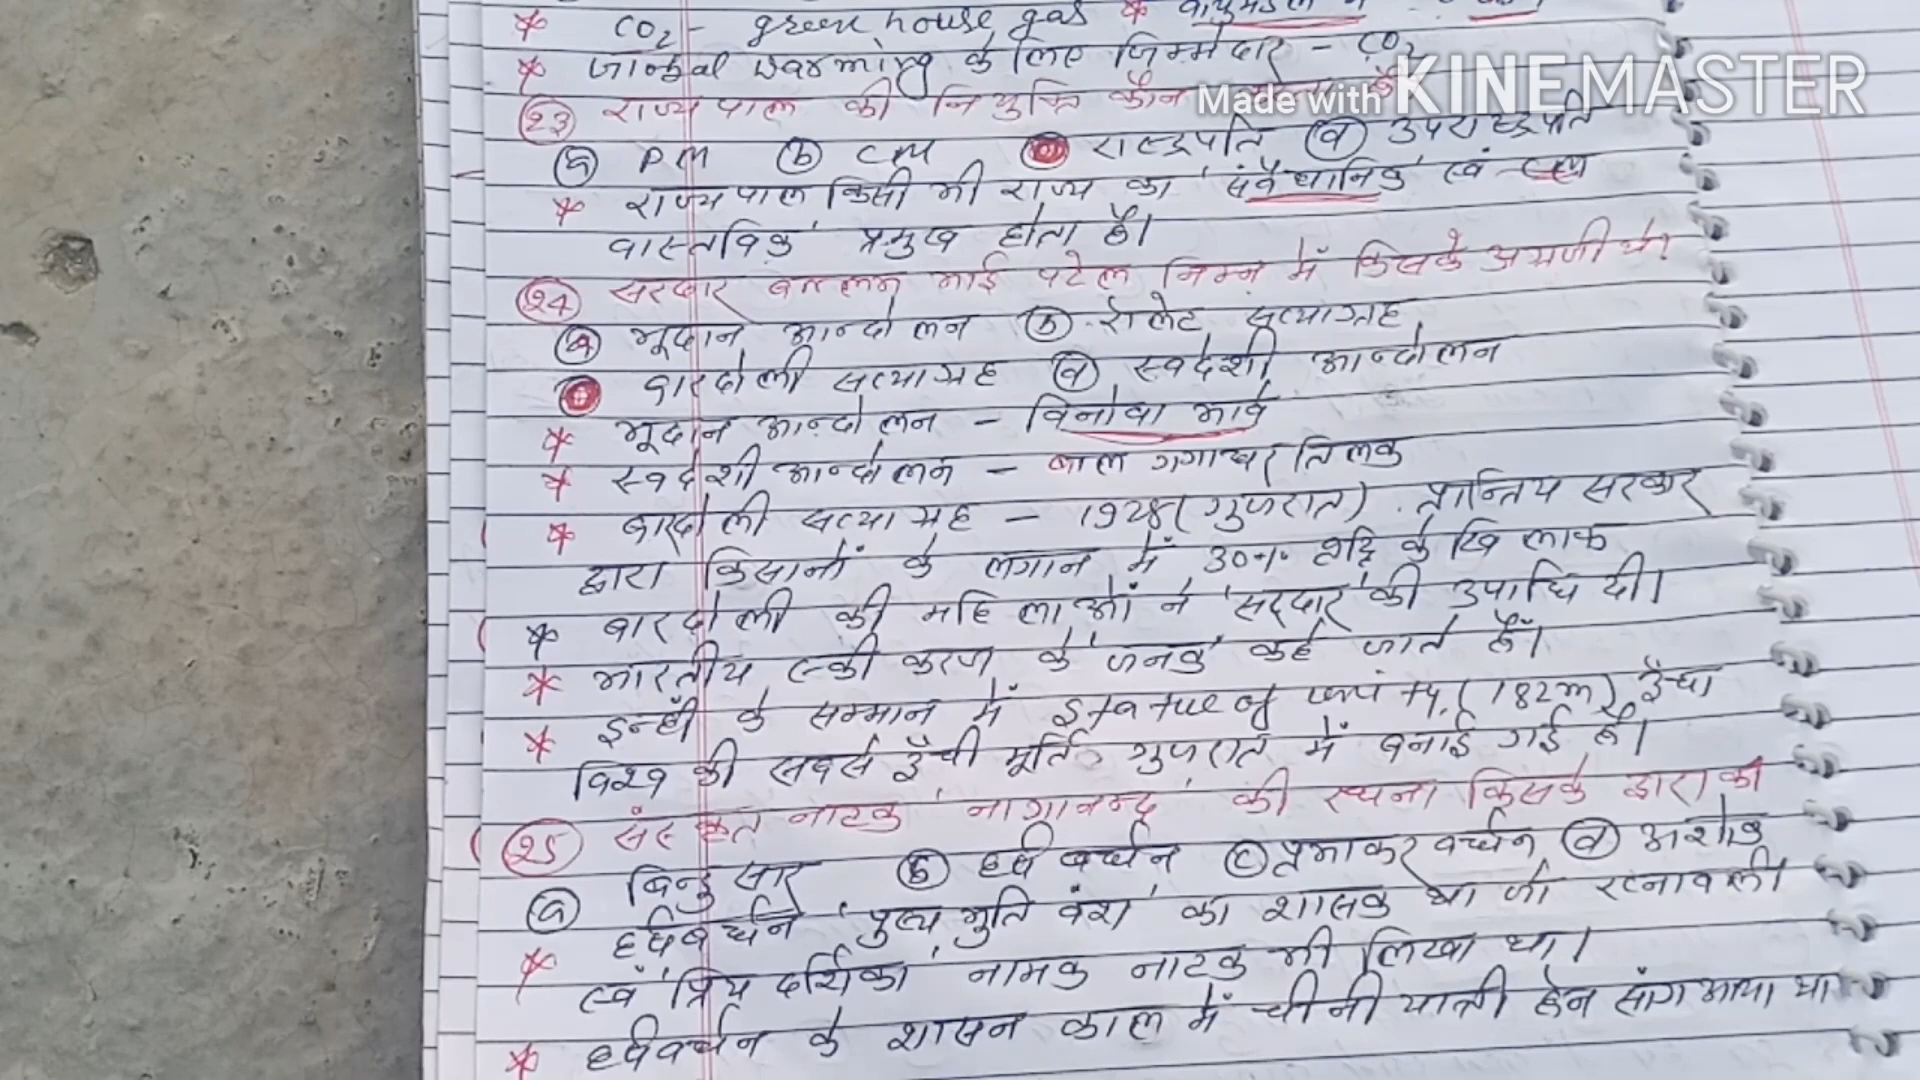 * CO2 - green house gas * वायुमंडल में
* ग्लोबal warming के लिए जिम्मेदार - CO2
Made with KINEMASTER
23 राज्यपाल की नियुक्ति कौन
a PM b CM राष्ट्रपति d उपराष्ट्रपति
* राज्यपाल किसी भी राज्य का 'संवैधानिक' एवं CM
वास्तविक प्रमुख होता है।
24 सरदार बल्लभ भाई पटेल निम्न में किसके अग्रणी थे?
a भूदान आन्दोलन b रौलेट सत्याग्रह
वारदोली सत्याग्रह d स्वदेशी आन्दोलन
* भूदान आन्दोलन - विनोवा भावे
* स्वदेशी आन्दोलन - बाल गंगाधर तिलक
* बारदोली सत्याग्रह - 1928 (गुजरात). प्रान्तिय सरकार
द्वारा किसानों के लगान में 30% वृद्दि के खिलाफ
* बारदोली की महिलाओं ने 'सरदार' की उपाधि दी।
* भारतीय एकीकरण के जनक कहे जाते हैं।
* इन्हीं के सम्मान में Statue of unity. (182m) ऊँचा
विश्व की सबसे ऊँची मूर्ति गुजरात में बनाई गई है।
25 संस्कृत नाटक 'नागानन्द' की रचना किसके द्वारा की
a बिन्दुसार b हर्षवर्धन c प्रभाकर वर्धन d अशोक
* हर्षवर्धन 'पुष्यभुति वंश' का शासक था जो रत्नावली
एवं 'प्रियदर्शिका' नामक नाटक भी लिखा था।
* हर्षवर्धन के शासन काल में चीनी यात्री हेनसांग आया था